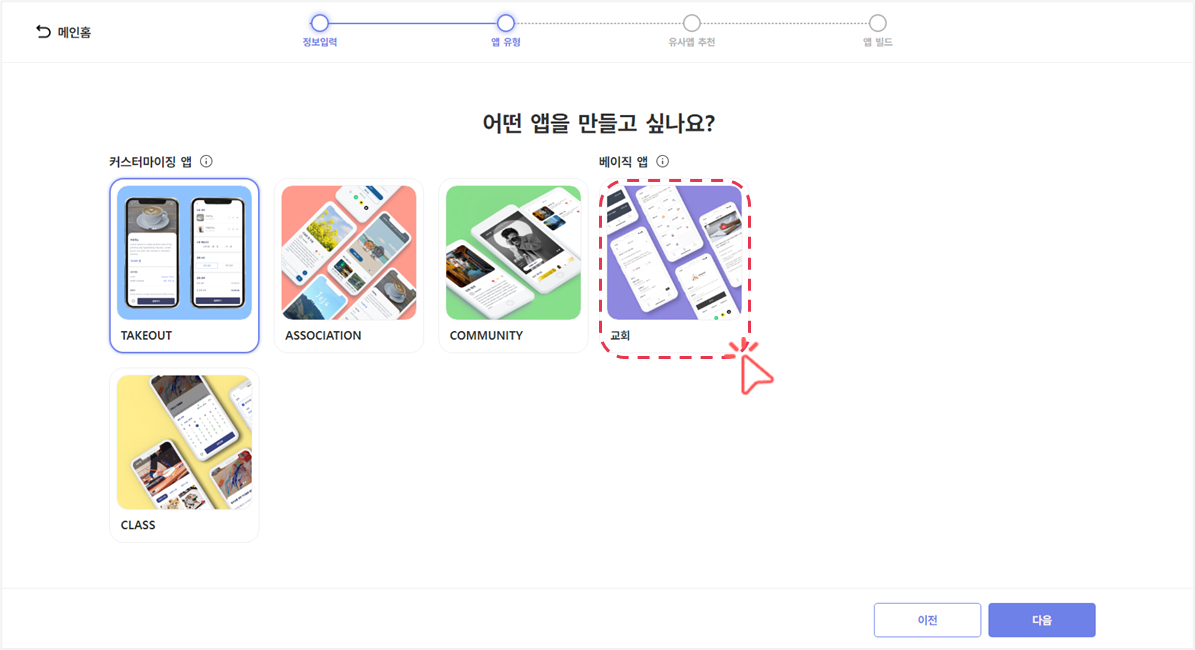 메인홈
정보입력
앱 유형
유사앱 추천
앱 빌드
어떤 앱을 만들고 싶나요?
커스터마이징 앱
베이직 앱
TAKEOUT
ASSOCIATION
COMMUNITY
교회
CLASS
이전
다음